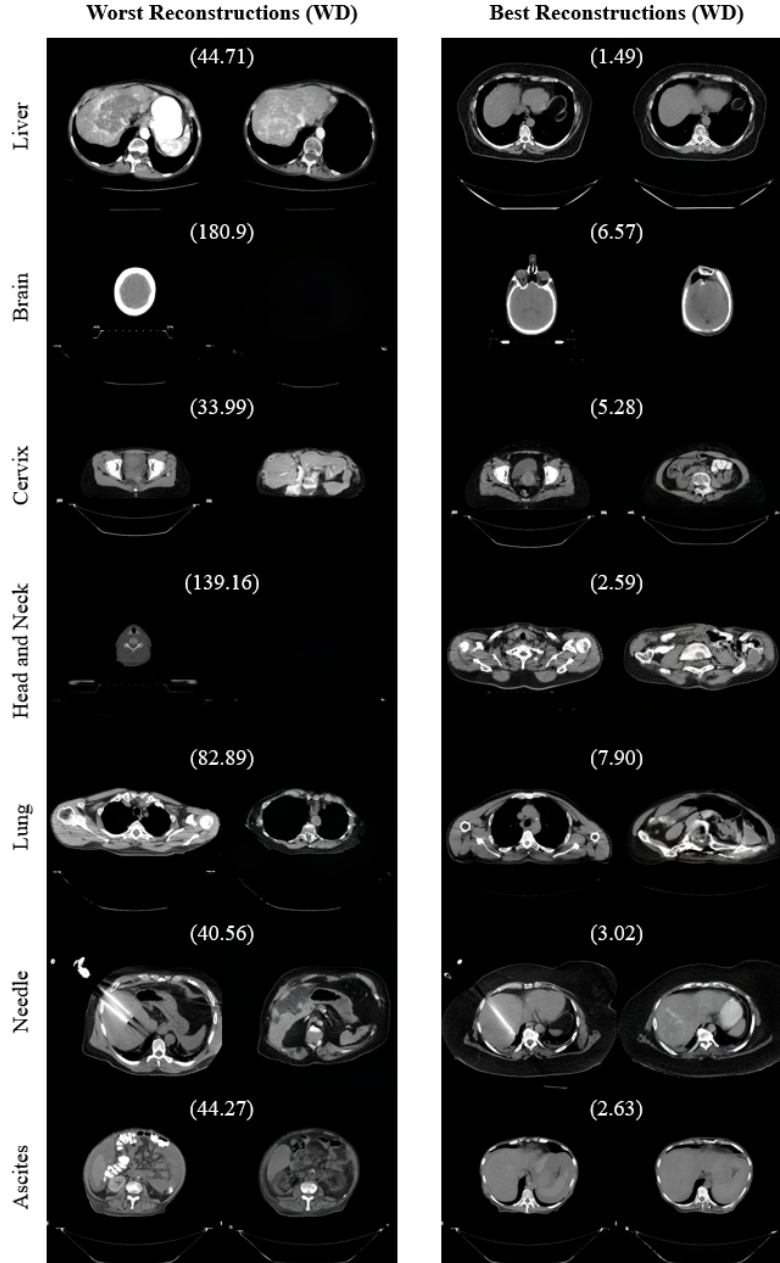 Worst Reconstructions (WD)
Best Reconstructions (WD)
Liver
(44.71)
(1.49)
Brain
(180.9)
(6.57)
Cervix
(33.99)
(5.28)
Head and Neck
(139.16)
(2.59)
Lung
(82.89)
(7.90)
Needle
(40.56)
(3.02)
Ascites
(44.27)
(2.63)